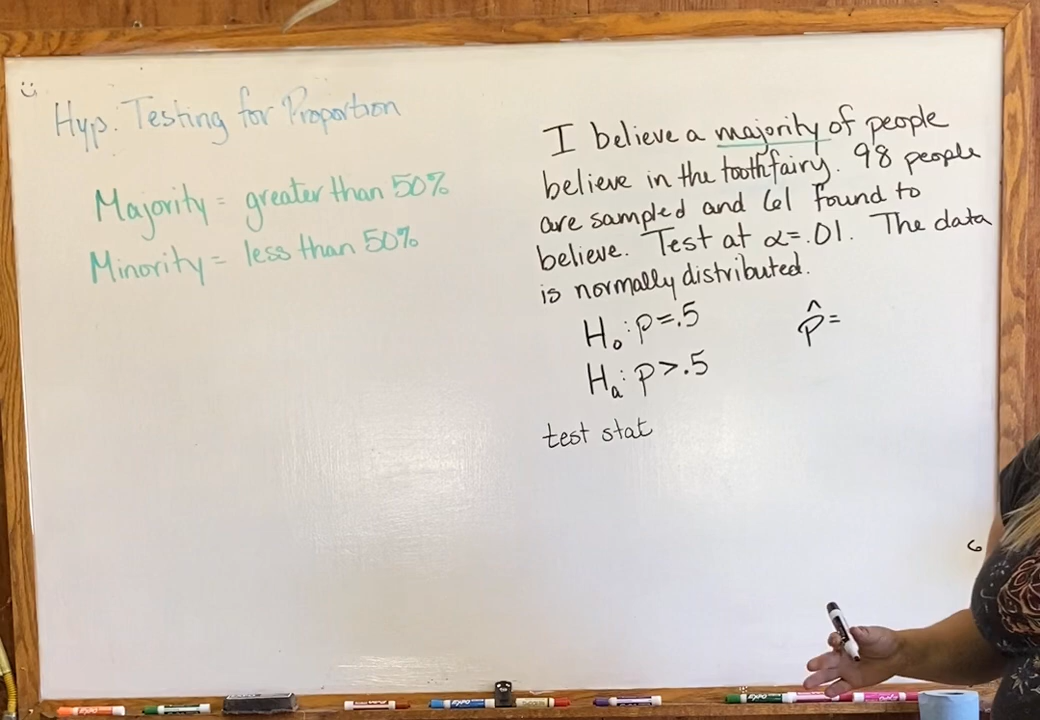 Hyp. Testing for Proportion
Majority = greater than 50%
Minority = less than 50%
I believe a majority of people
believe in the toothfairy. 98 people
are sampled and 61 found to
believe. Test at α=.01. The data
is normally distributed.
H₀: p=.5
p̂=
Hₐ: p>.5
test stat